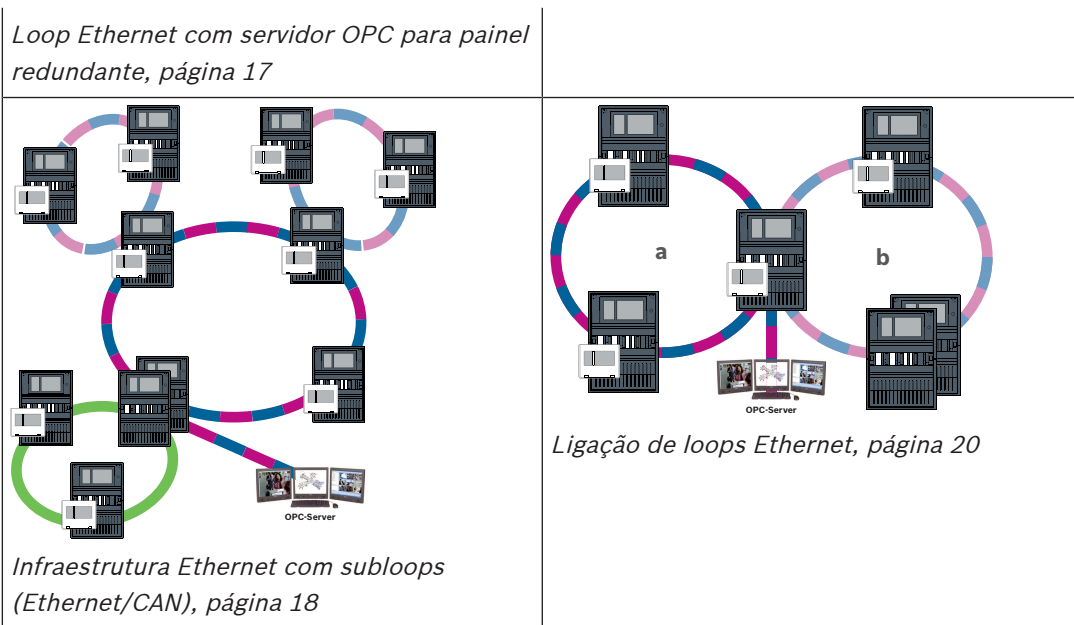 Loop Ethernet com servidor OPC para painel
redundante, página 17
OPC-Server
Infraestrutura Ethernet com subloops
(Ethernet/CAN), página 18
a
b
OPC-Server
Ligação de loops Ethernet, página 20